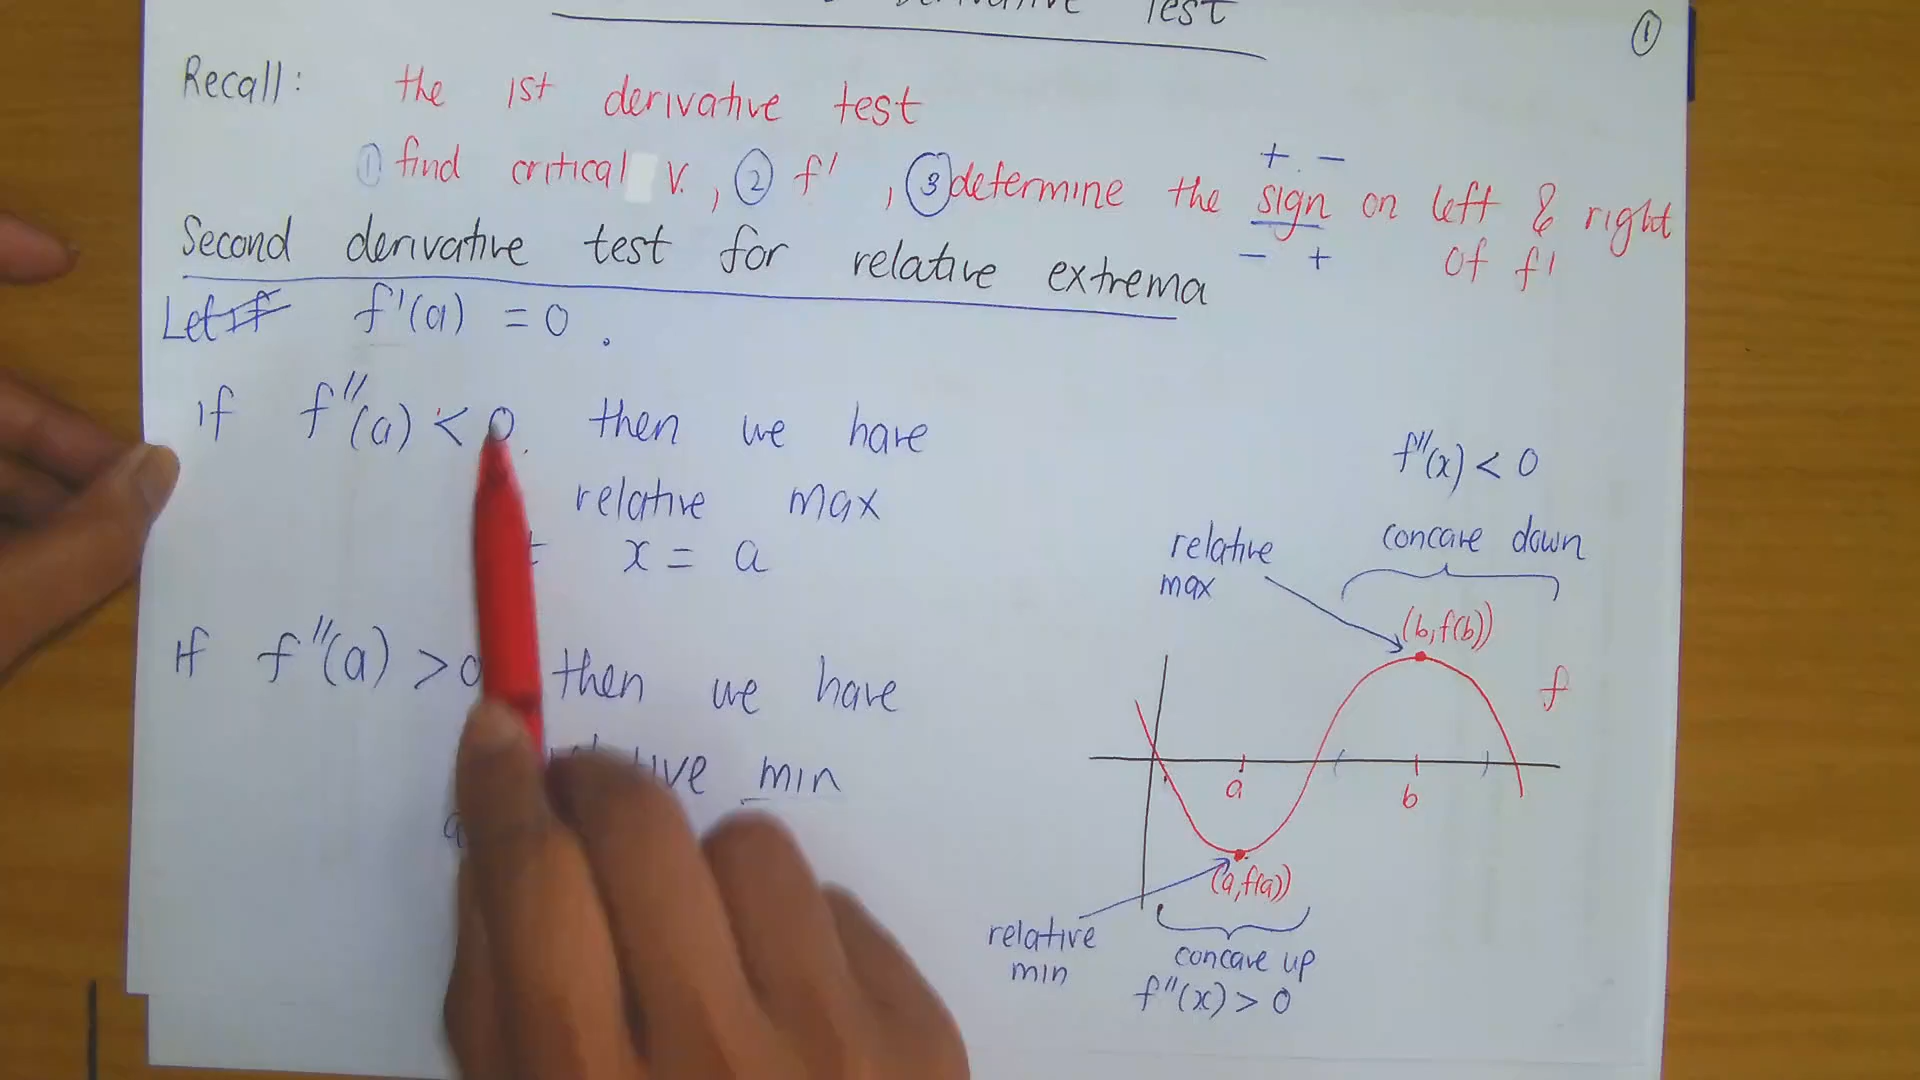 Test
①
Recall: the 1st derivative test
① find critical v. , ② f' , ③ determine the sign on left & right of f'
+ -
- +
Second derivative test for relative extrema
Let f'(a) = 0 .
If f''(a) < 0 then we have
relative max
x = a
If f''(a) > 0 then we have
min
f''(x) < 0
concave down
relative
max
(b, f(b))
f
a
b
(a, f(a))
relative
min
concave up
f''(x) > 0